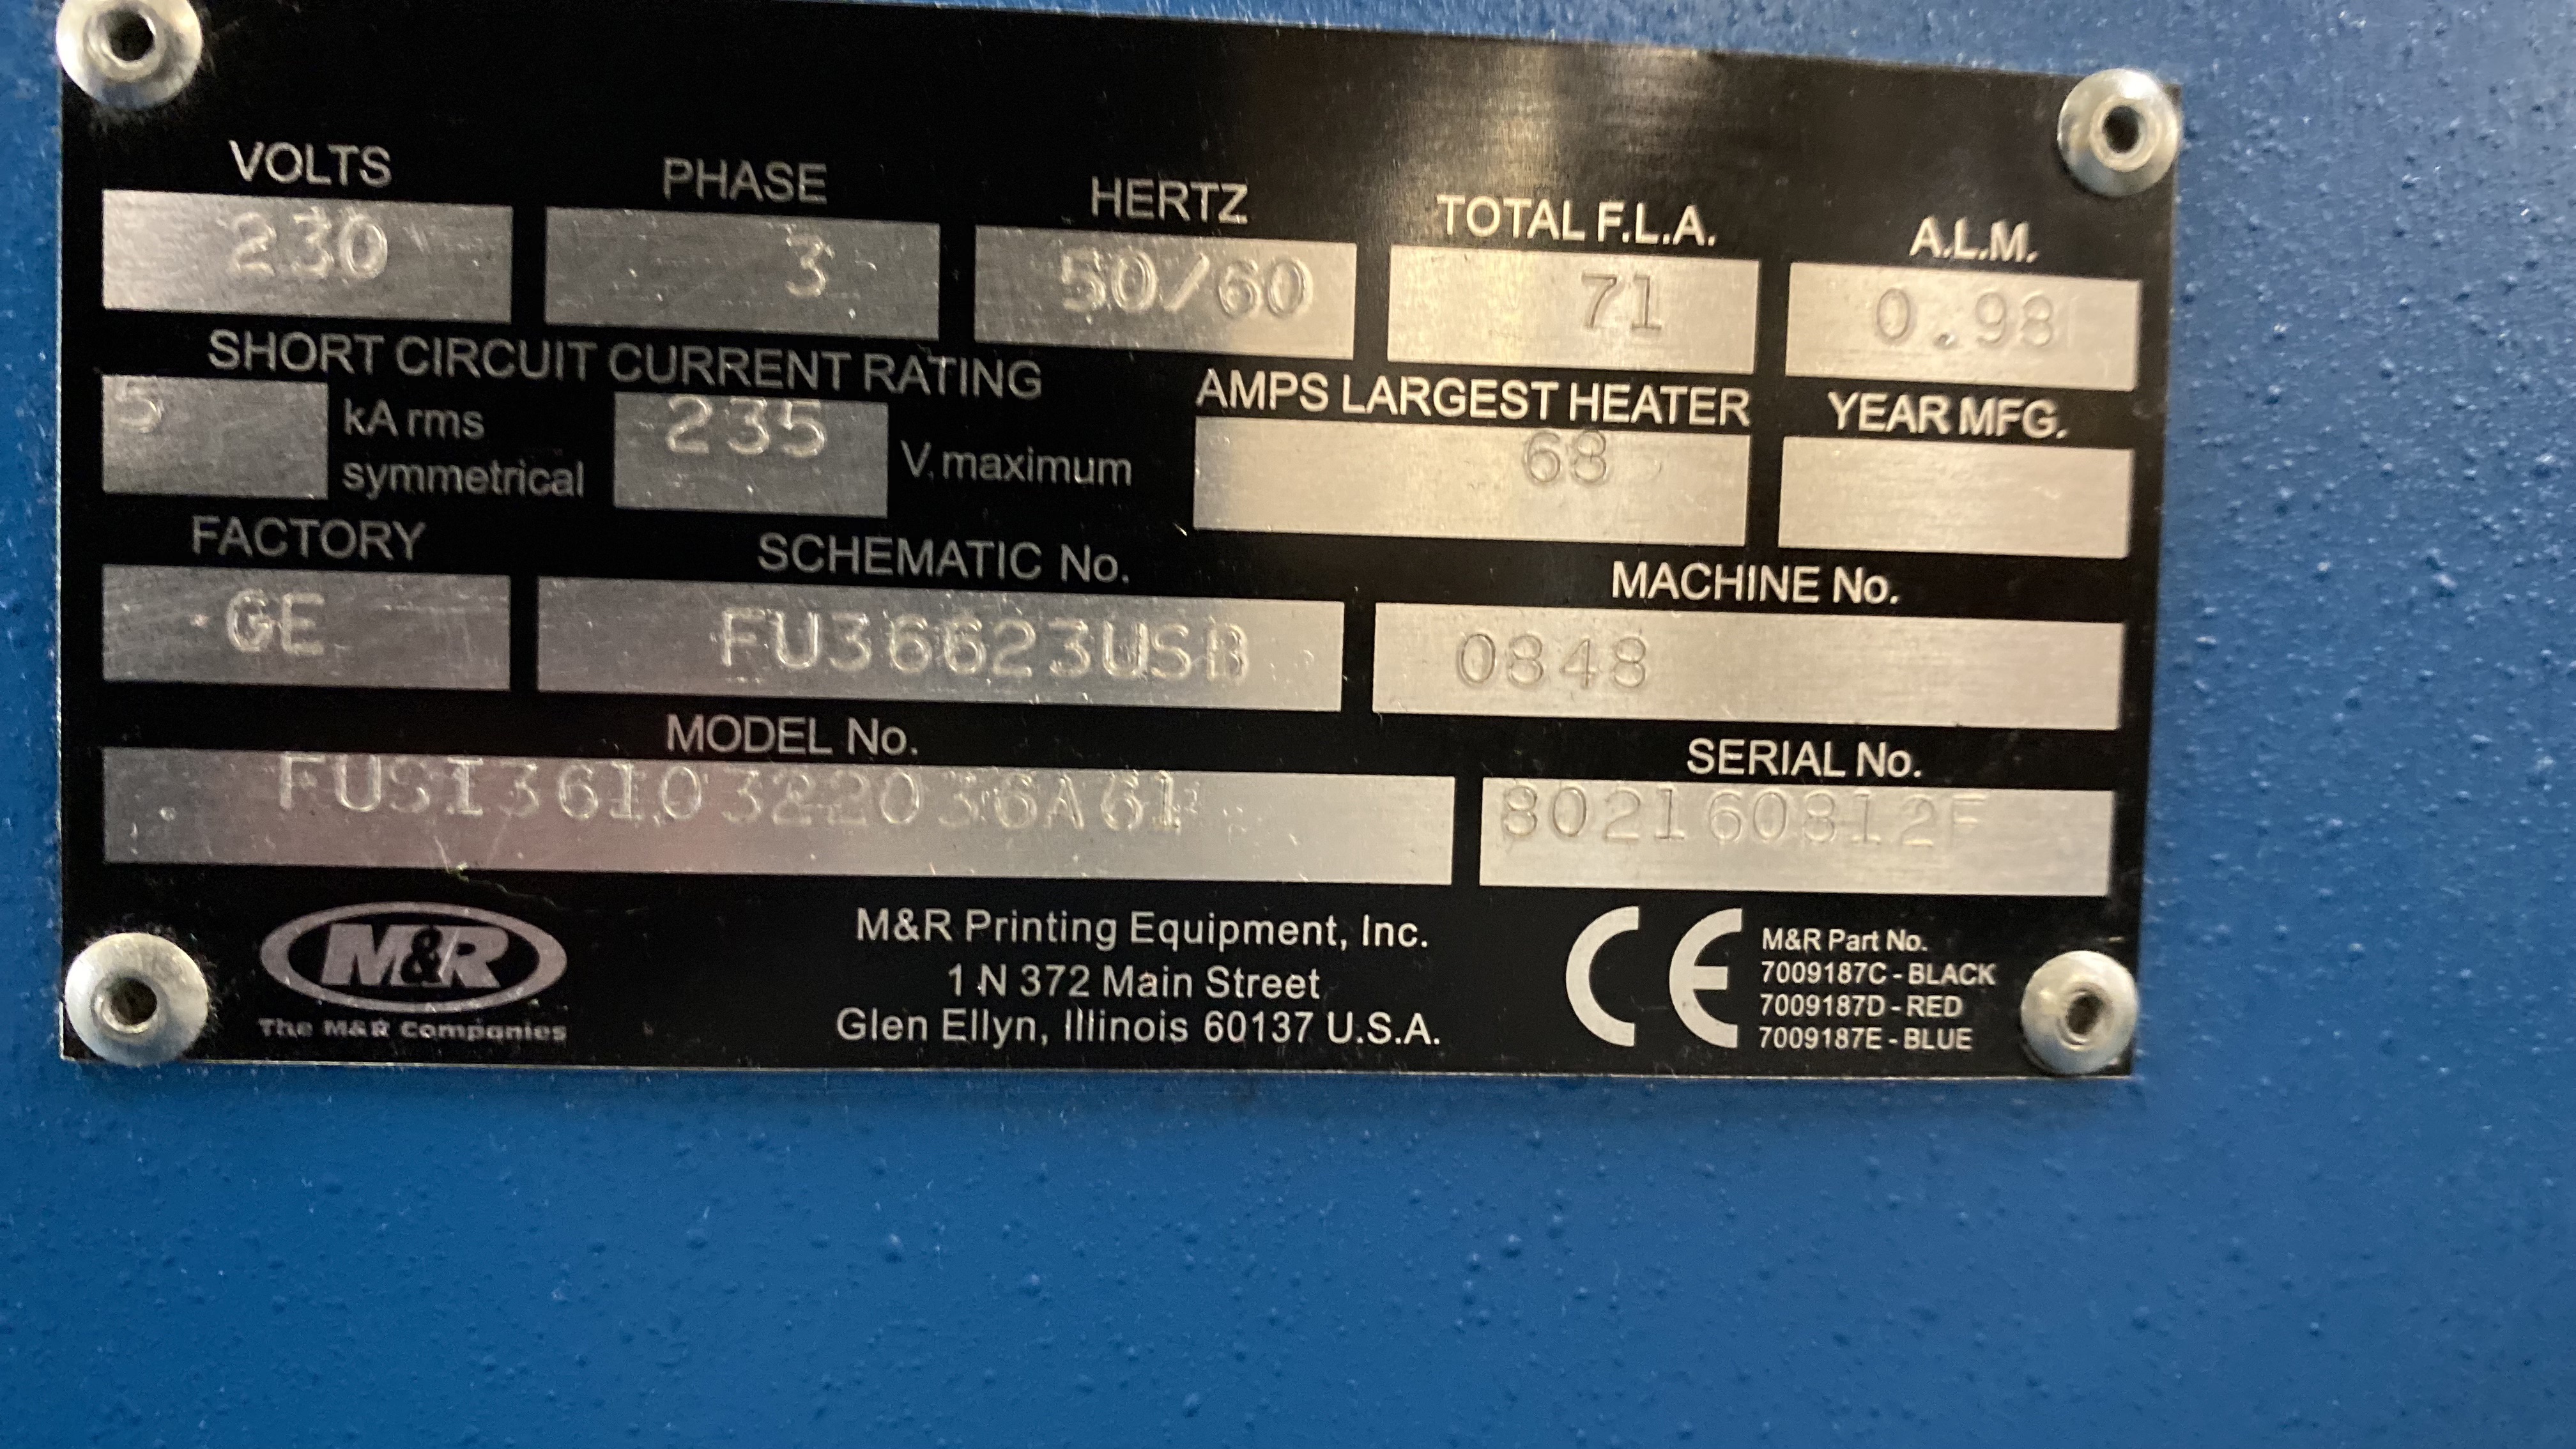 VOLTS PHASE HERTZ TOTAL F.L.A. A.L.M.
230 3 50/60 71 0.98
SHORT CIRCUIT CURRENT RATING AMPS LARGEST HEATER YEAR MFG.
5 kA rms symmetrical 235 V. maximum 68
FACTORY SCHEMATIC No. MACHINE No.
GE FU36623USB 0848
MODEL No. SERIAL No.
FUSI3610322036A61 802160812F
M&R
The M&R Companies
M&R Printing Equipment, Inc.
1 N 372 Main Street
Glen Ellyn, Illinois 60137 U.S.A.
CE
M&R Part No.
7009187C - BLACK
7009187D - RED
7009187E - BLUE